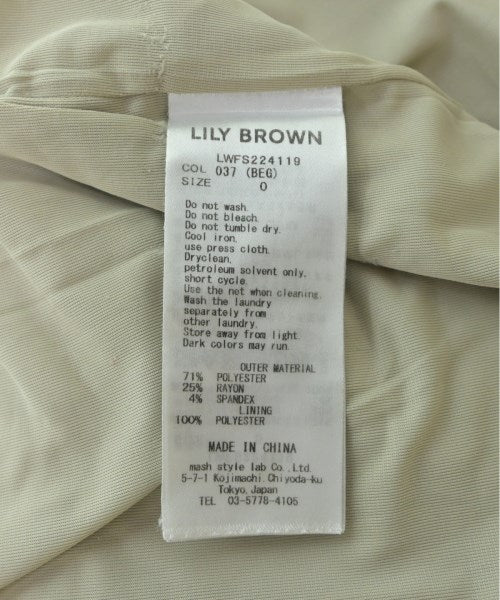 LILY BROWN
LWFS224119
COL 037 (BEG)
SIZE 0
Do not wash.
Do not bleach.
Do not tumble dry.
Cool iron.
use press cloth.
Dryclean.
petroleum solvent only.
short cycle.
Use the net when cleaning.
Wash the laundry
separately from
other laundry.
Store away from light.
Dark colors may run.
OUTER MATERIAL
71% POLYESTER
25% RAYON
4% SPANDEX
LINING
100% POLYESTER
MADE IN CHINA
mash style lab Co.,Ltd.
5-7-1 Kojimachi,Chiyoda-ku
Tokyo,Japan
TEL 03-5778-4105